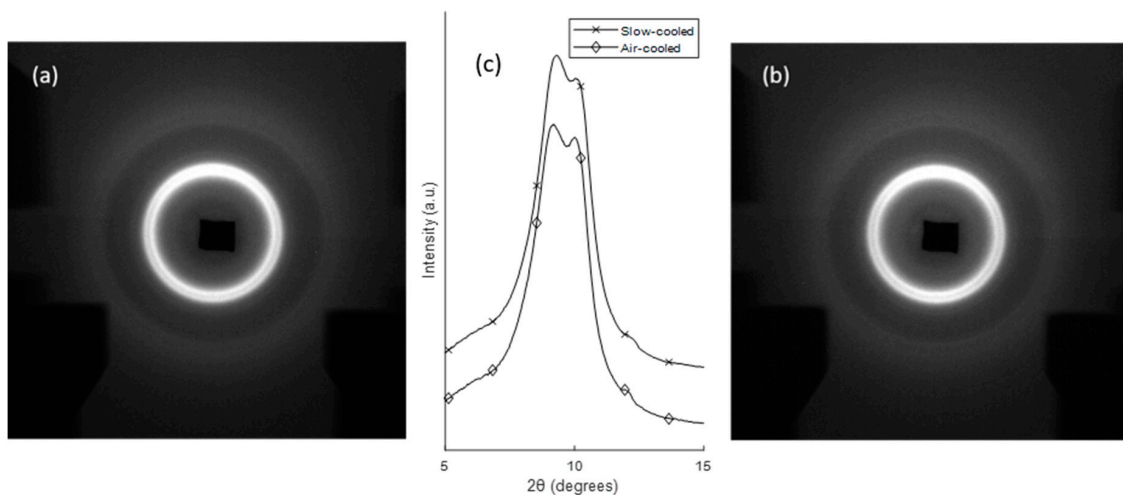 (a)
(c)
Slow-cooled
Air-cooled
Intensity (a.u.)
5
10
15
2θ (degrees)
(b)